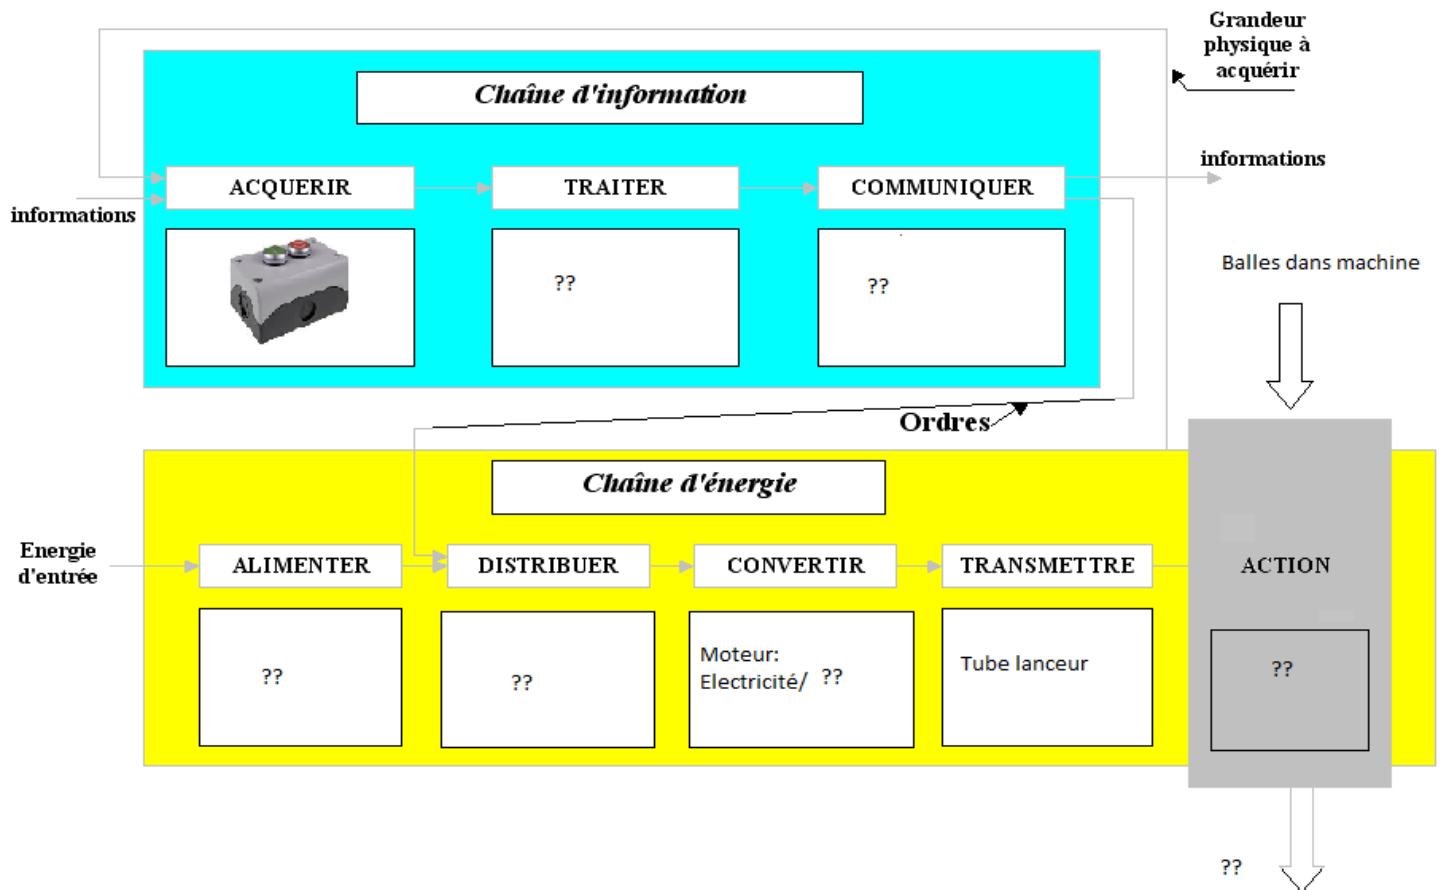 Grandeur
physique à
acquérir
Chaîne d'information
informations
ACQUERIR
TRAITER
COMMUNIQUER
informations
??
??
Balles dans machine
Ordres
Chaîne d'énergie
Energie
d'entrée
ALIMENTER
DISTRIBUER
CONVERTIR
TRANSMETTRE
ACTION
??
??
Moteur:
Electricité/ ??
Tube lanceur
??
??